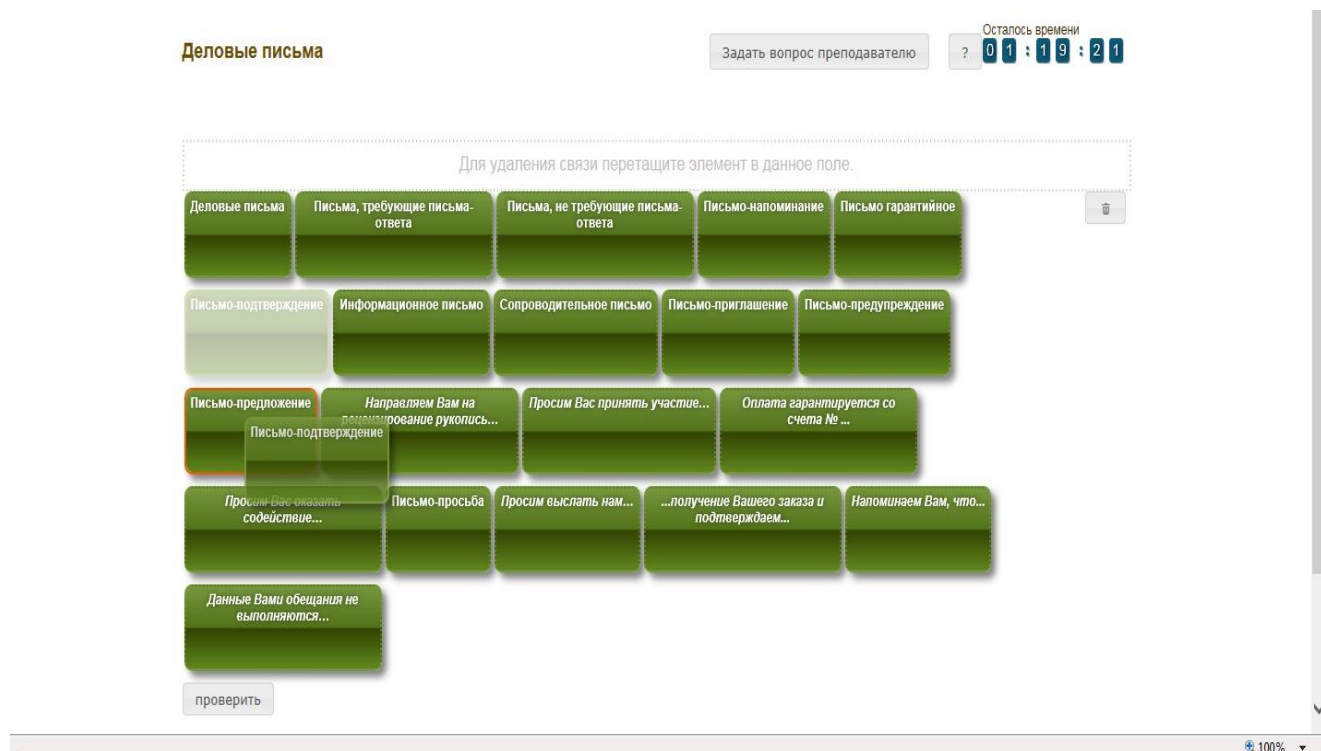 Осталось времени
Деловые письма
Задать вопрос преподавателю
?
01:19:21
Для удаления связи перетащите элемент в данное поле.
Деловые письма
Письма, требующие письма-
ответа
Письма, не требующие письма-
ответа
Письмо-напоминание
Письмо гарантийное
Письмо-подтверждение
Информационное письмо
Сопроводительное письмо
Письмо-приглашение
Письмо-предупреждение
Письмо-предложение
Направляем Вам на
рецензирование рукопись...
Просим Вас принять участие...
Оплата гарантируется со
счета № ...
Письмо-подтверждение
Просим Вас оказать
содействие...
Письмо-просьба
Просим выслать нам...
...получение Вашего заказа и
подтверждаем...
Напоминаем Вам, что...
Данные Вами обещания не
выполняются...
проверить
100%